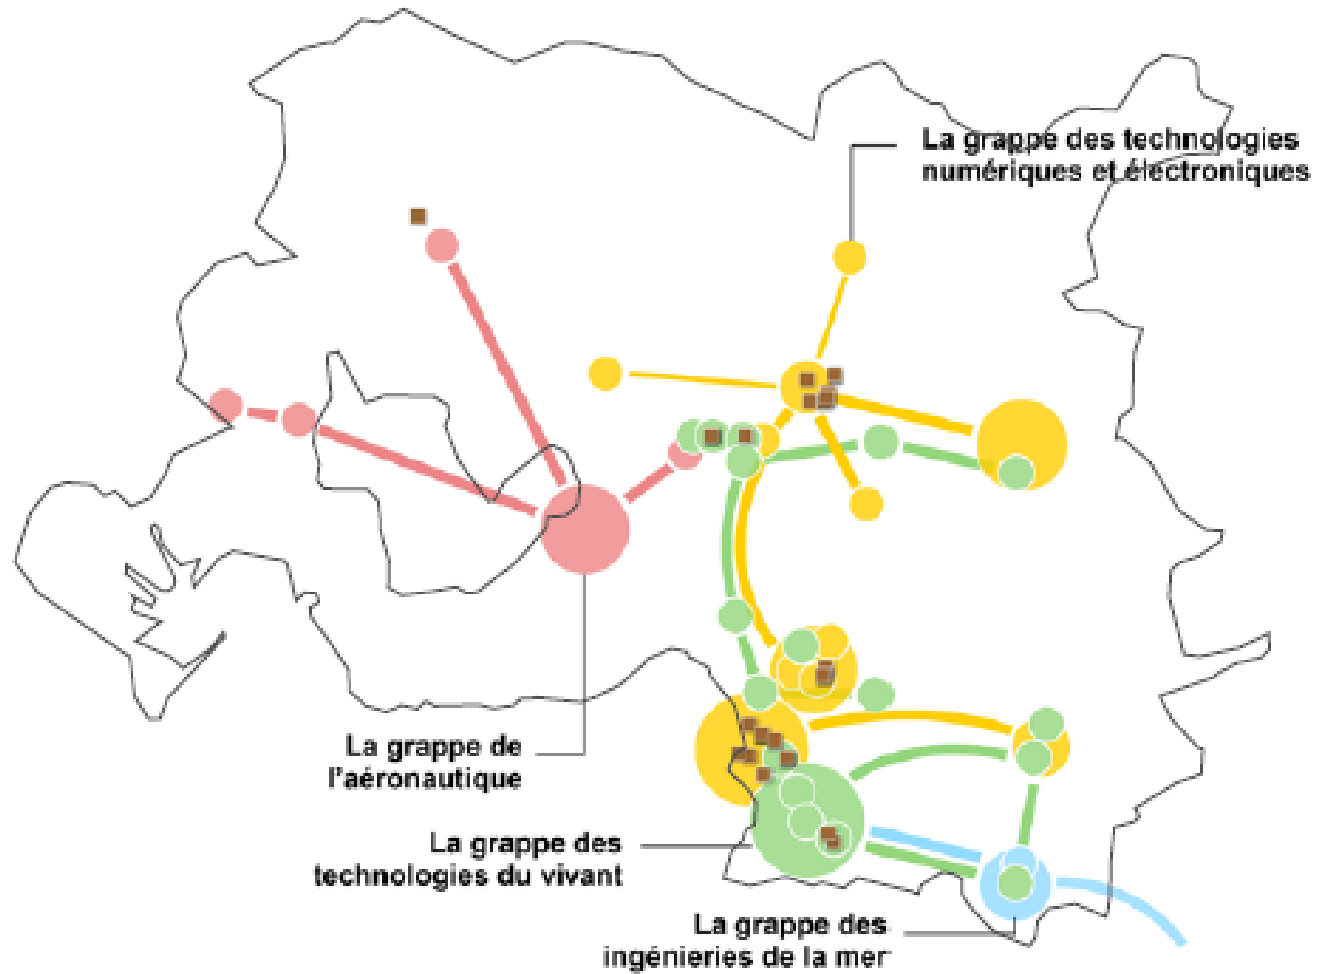 La grappe des technologies
numériques et électroniques
La grappe de
l'aéronautique
La grappe des
technologies du vivant
La grappe des
ingénieries de la mer